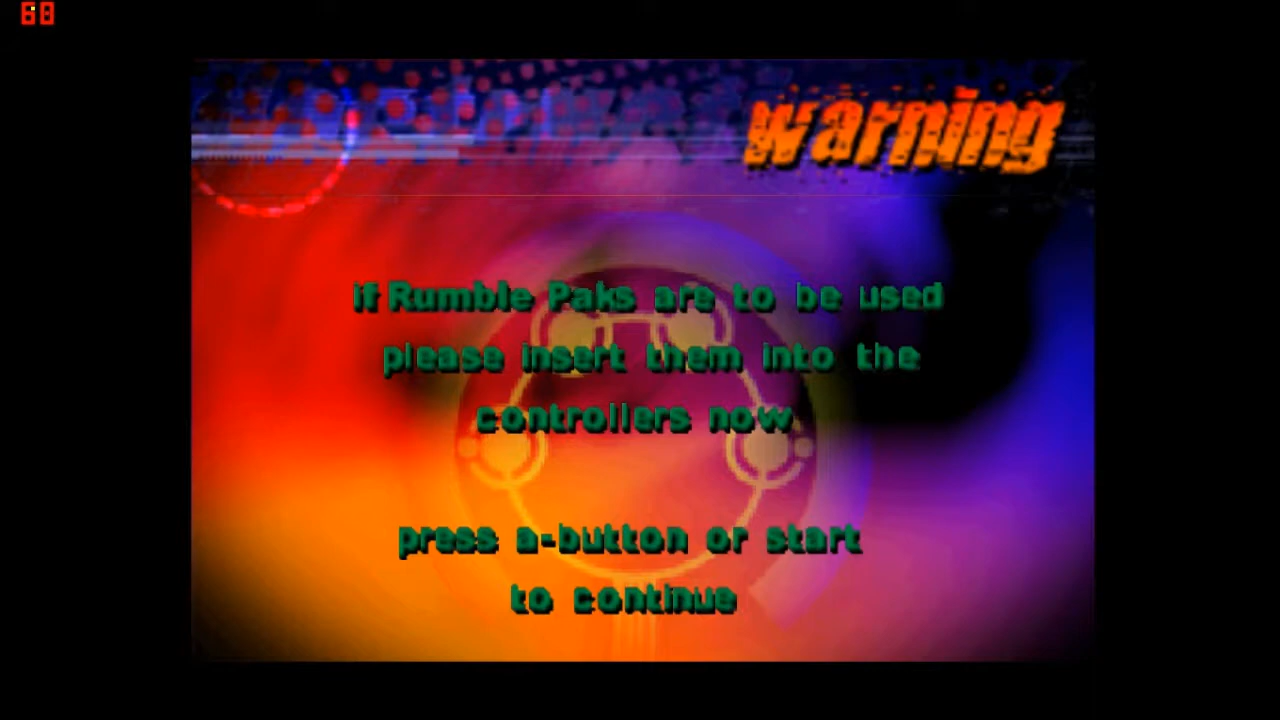 60
warning
if Rumble Paks are to be used
please insert them into the
controllers now
press a-button or start
to continue